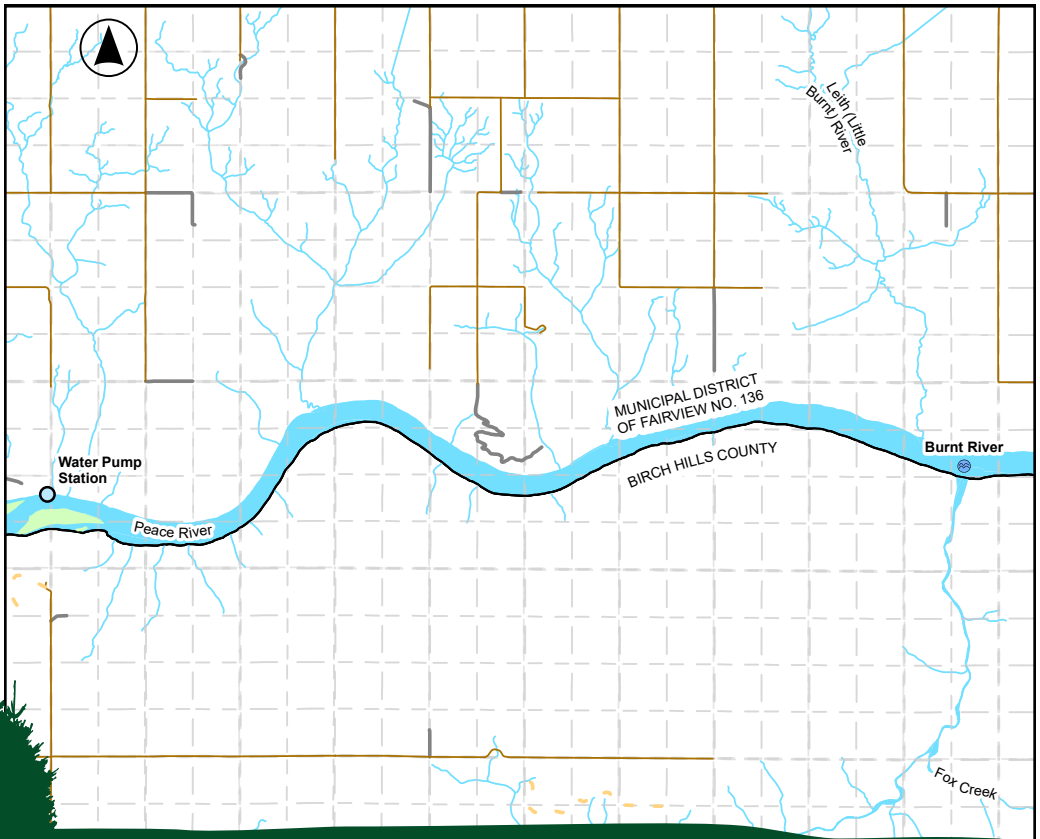 Leith (Little
Burnt) River
MUNICIPAL DISTRICT
OF FAIRVIEW NO. 136
BIRCH HILLS COUNTY
Burnt River
Water Pump
Station
Peace River
Fox Creek